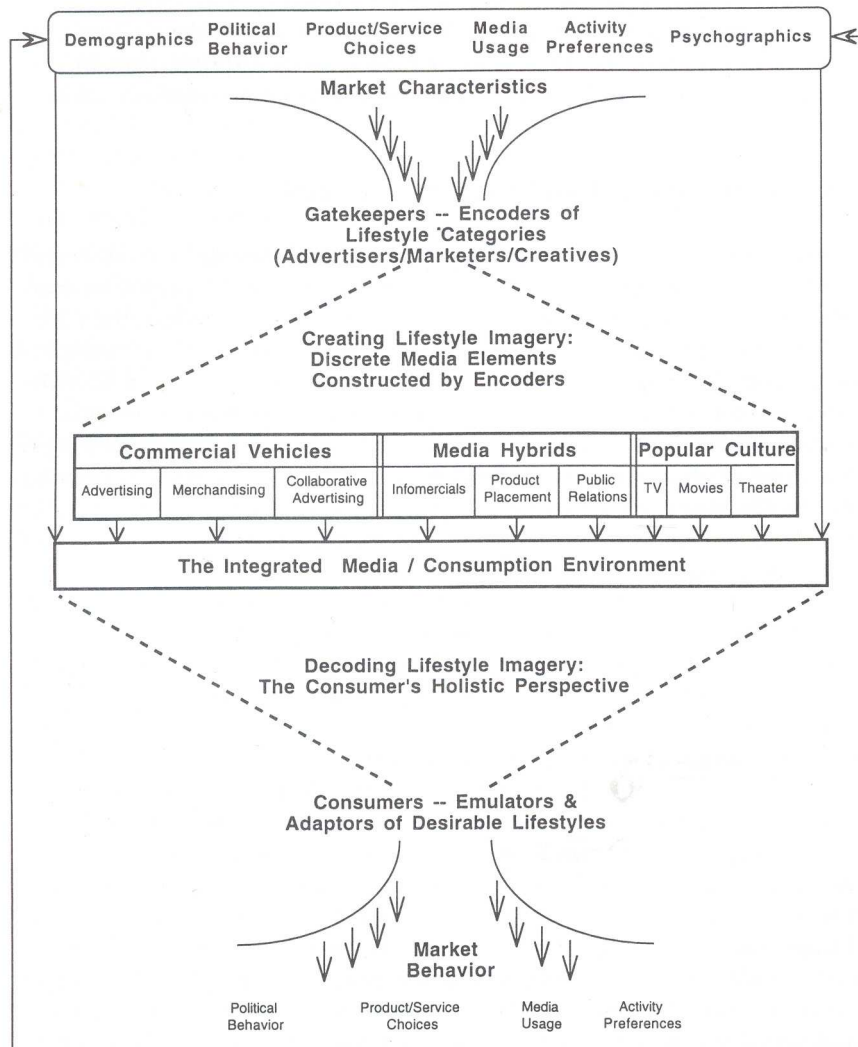 Demographics Political Behavior Product/Service Choices Media Usage Activity Preferences Psychographics
Market Characteristics
Gatekeepers -- Encoders of
Lifestyle Categories
(Advertisers/Marketers/Creatives)
Creating Lifestyle Imagery:
Discrete Media Elements
Constructed by Encoders
Commercial Vehicles Media Hybrids Popular Culture
Advertising Merchandising Collaborative Advertising Infomercials Product Placement Public Relations TV Movies Theater
The Integrated Media / Consumption Environment
Decoding Lifestyle Imagery:
The Consumer's Holistic Perspective
Consumers -- Emulators &
Adaptors of Desirable Lifestyles
Market
Behavior
Political Behavior Product/Service Choices Media Usage Activity Preferences